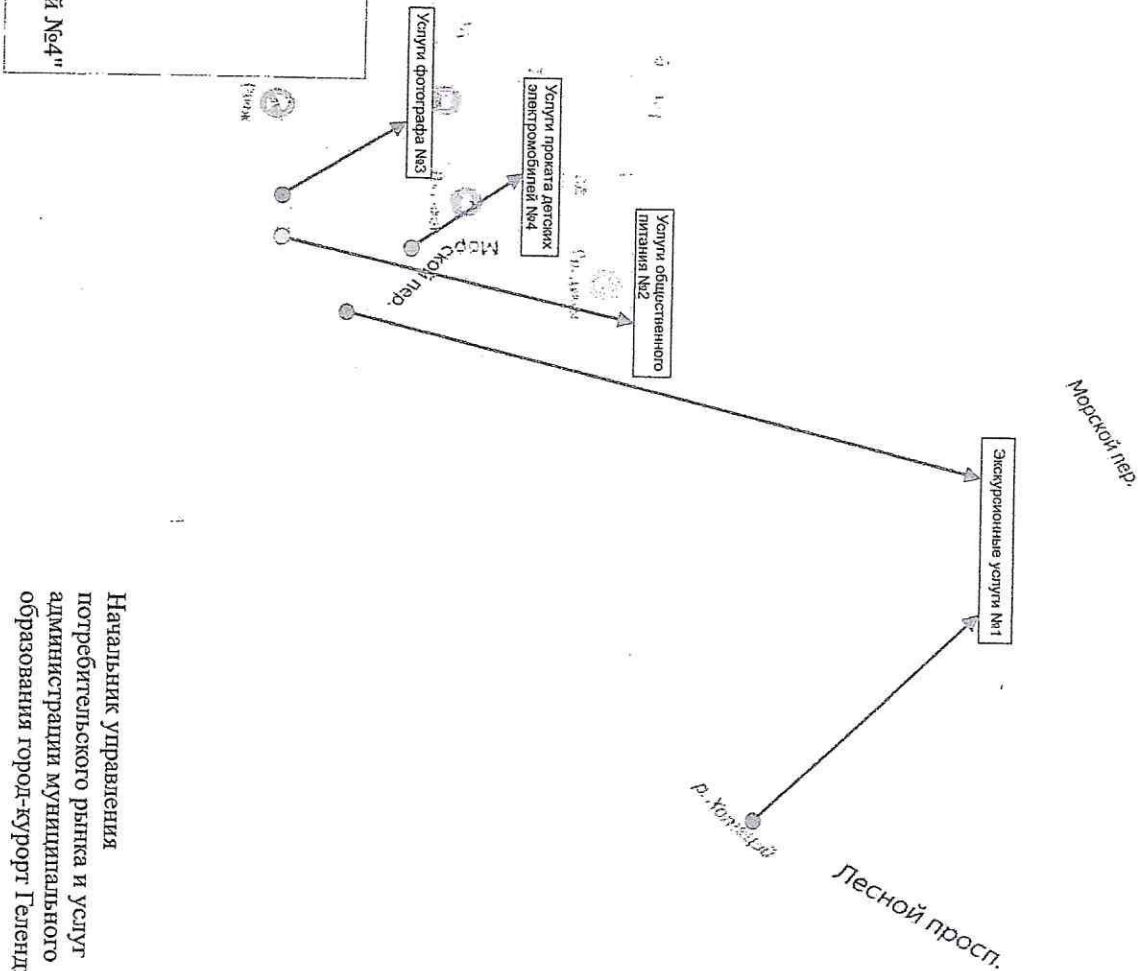 й №4"
Услуги фотографа №3
Услуги проката детских
электромобилей №4
Услуги общественного
питания №2
Экскурсионные услуги №1
Морской пер.
Морской пер.
Лесной просп.
Начальник управления
потребительского рынка и услуг
администрации муниципального
образования город-курорт Геленд